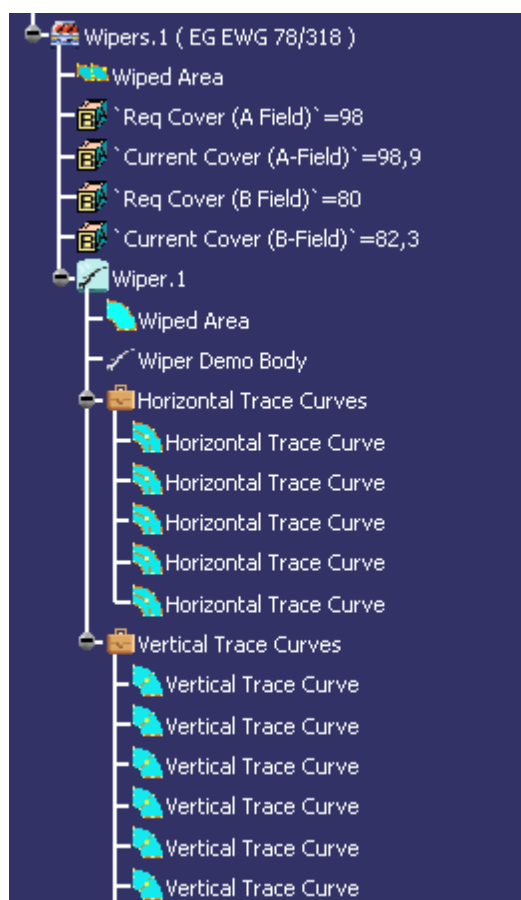 Wipers.1 ( EG EWG 78/318 )
Wiped Area
`Req Cover (A Field)`=98
`Current Cover (A-Field)`=98,9
`Req Cover (B Field)`=80
`Current Cover (B-Field)`=82,3
Wiper.1
Wiped Area
Wiper Demo Body
Horizontal Trace Curves
Horizontal Trace Curve
Horizontal Trace Curve
Horizontal Trace Curve
Horizontal Trace Curve
Horizontal Trace Curve
Vertical Trace Curves
Vertical Trace Curve
Vertical Trace Curve
Vertical Trace Curve
Vertical Trace Curve
Vertical Trace Curve
Vertical Trace Curve